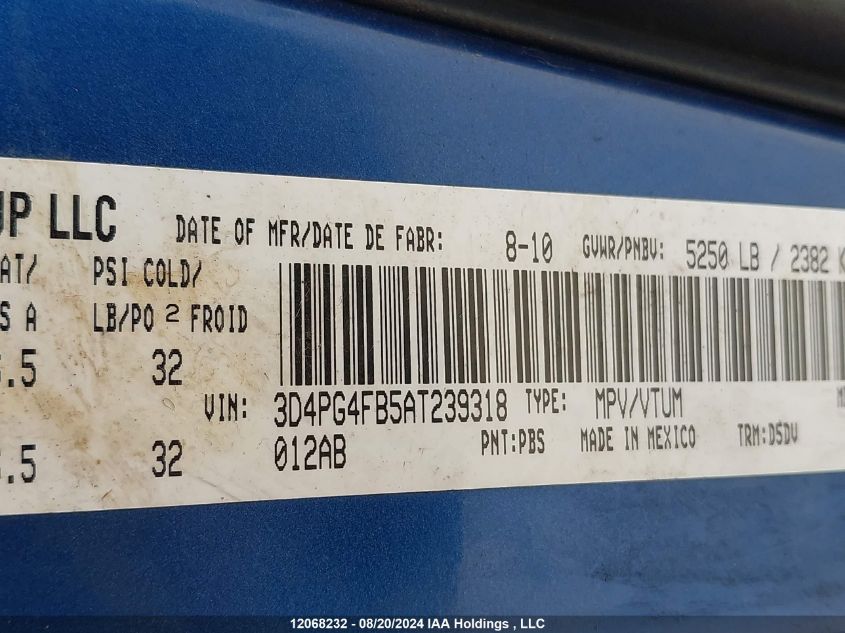 UP LLC DATE OF MFR/DATE DE FABR: 8-10 GVWR/PNBV: 5250 LB / 2382 K
AT/ PSI COLD/
S A LB/PO 2 FROID
.5 32
VIN: 3D4PG4FB5AT239318 TYPE: MPV/VTUM
.5 32 012AB PNT:PBS MADE IN MEXICO TRM:DSDV
12068232 - 08/20/2024 IAA Holdings , LLC